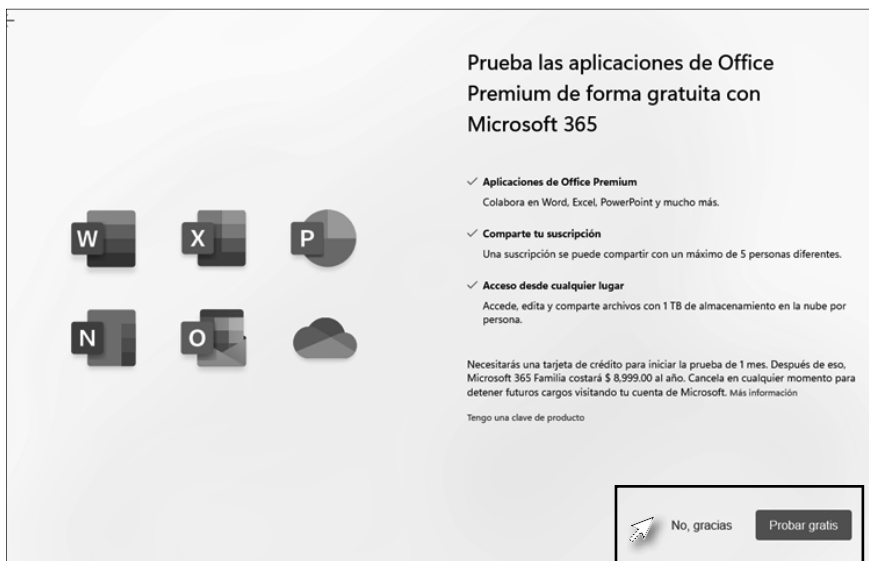 Prueba las aplicaciones de Office
Premium de forma gratuita con
Microsoft 365
Aplicaciones de Office Premium
Colabora en Word, Excel, PowerPoint y mucho más.
Comparte tu suscripción
Una suscripción se puede compartir con un máximo de 5 personas diferentes.
Acceso desde cualquier lugar
Accede, edita y comparte archivos con 1 TB de almacenamiento en la nube por
persona.
W X P
N O
Necesitarás una tarjeta de crédito para iniciar la prueba de 1 mes. Después de eso,
Microsoft 365 Familia costará $ 8,999.00 al año. Cancela en cualquier momento para
detener futuros cargos visitando tu cuenta de Microsoft. Más información
Tengo una clave de producto
No, gracias Probar gratis